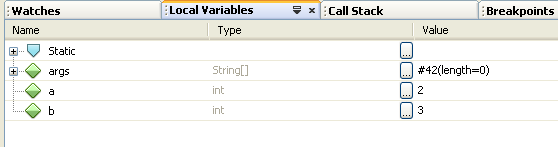 Watches Local Variables Call Stack Breakpoints
Name Type Value
Static ...
args String[] ... #42(length=0)
a int ... 2
b int ... 3